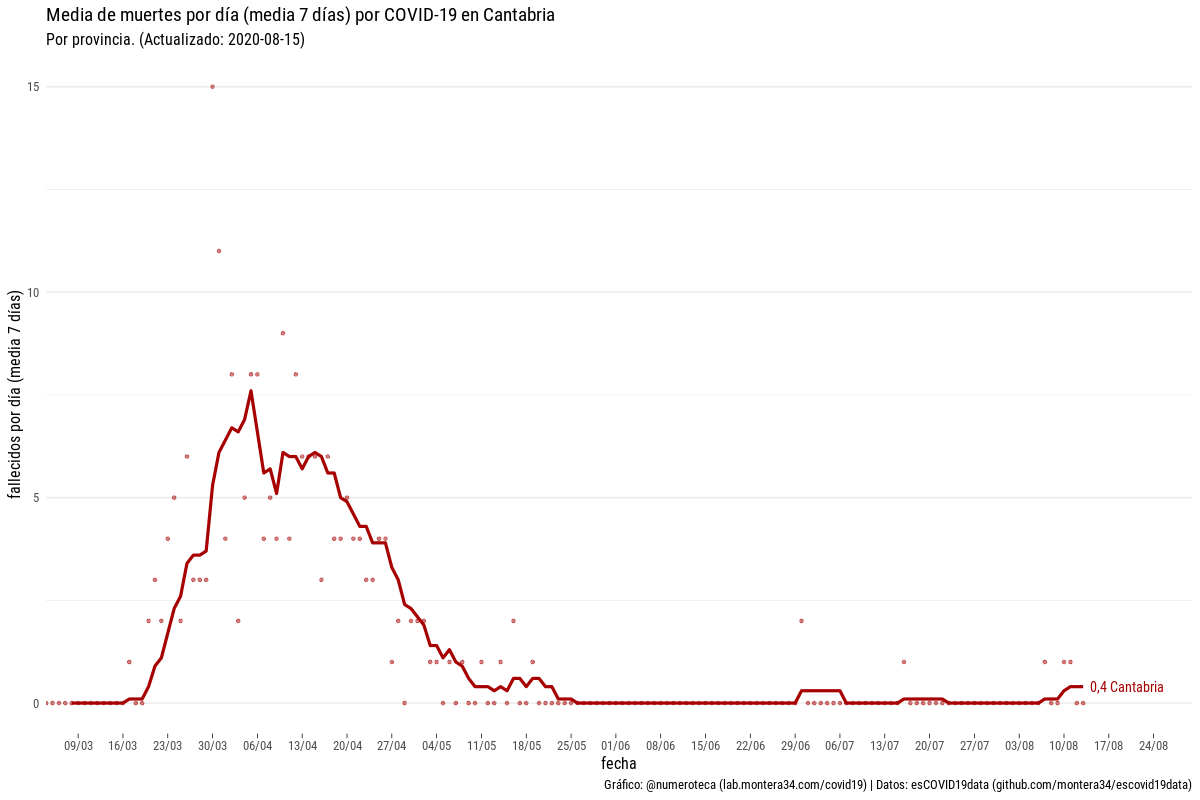 Media de muertes por día (media 7 días) por COVID-19 en Cantabria
Por provincia. (Actualizado: 2020-08-15)
fallecidos por día (media 7 días)
15
10
5
0
0,4 Cantabria
09/03 16/03 23/03 30/03 06/04 13/04 20/04 27/04 04/05 11/05 18/05 25/05 01/06 08/06 15/06 22/06 29/06 06/07 13/07 20/07 27/07 03/08 10/08 17/08 24/08
fecha
Gráfico: @numeroteca (lab.montera34.com/covid19) | Datos: esCOVID19data (github.com/montera34/escovid19data)